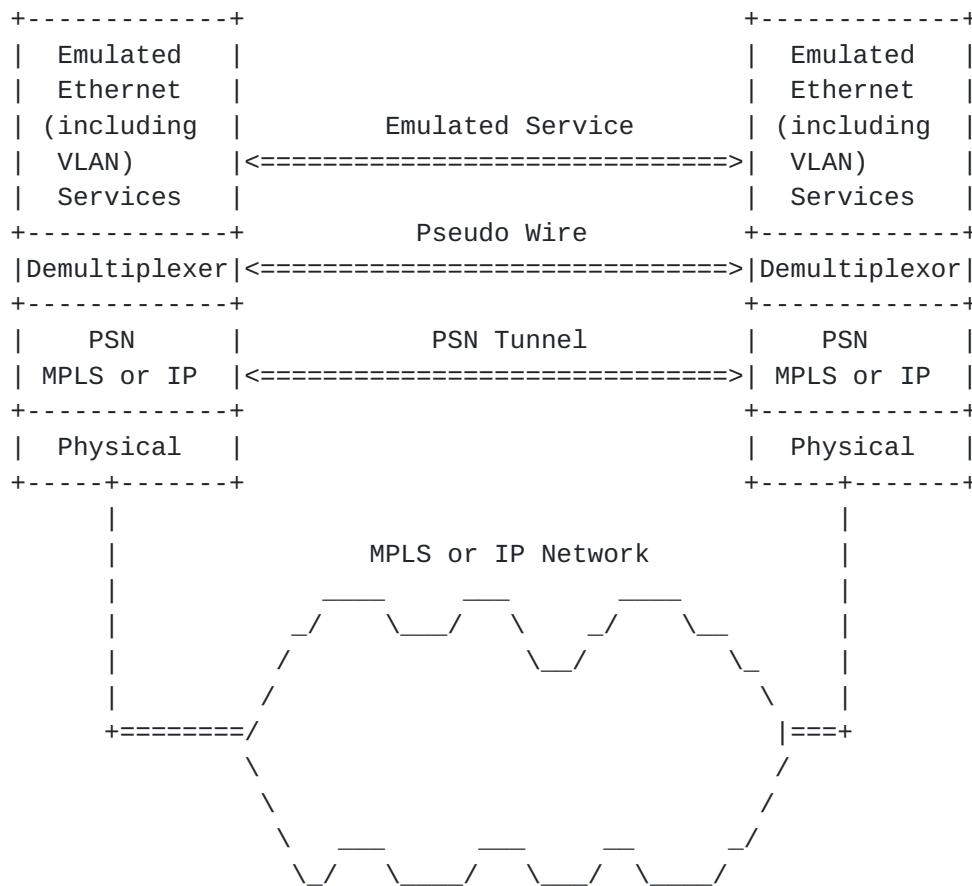 Emulated Emulated
Ethernet Ethernet
(including Emulated Service (including
VLAN) VLAN)
Services Services
Pseudo Wire
Demultiplexer Demultiplexor
PSN PSN Tunnel PSN
MPLS or IP MPLS or IP
Physical Physical
MPLS or IP Network